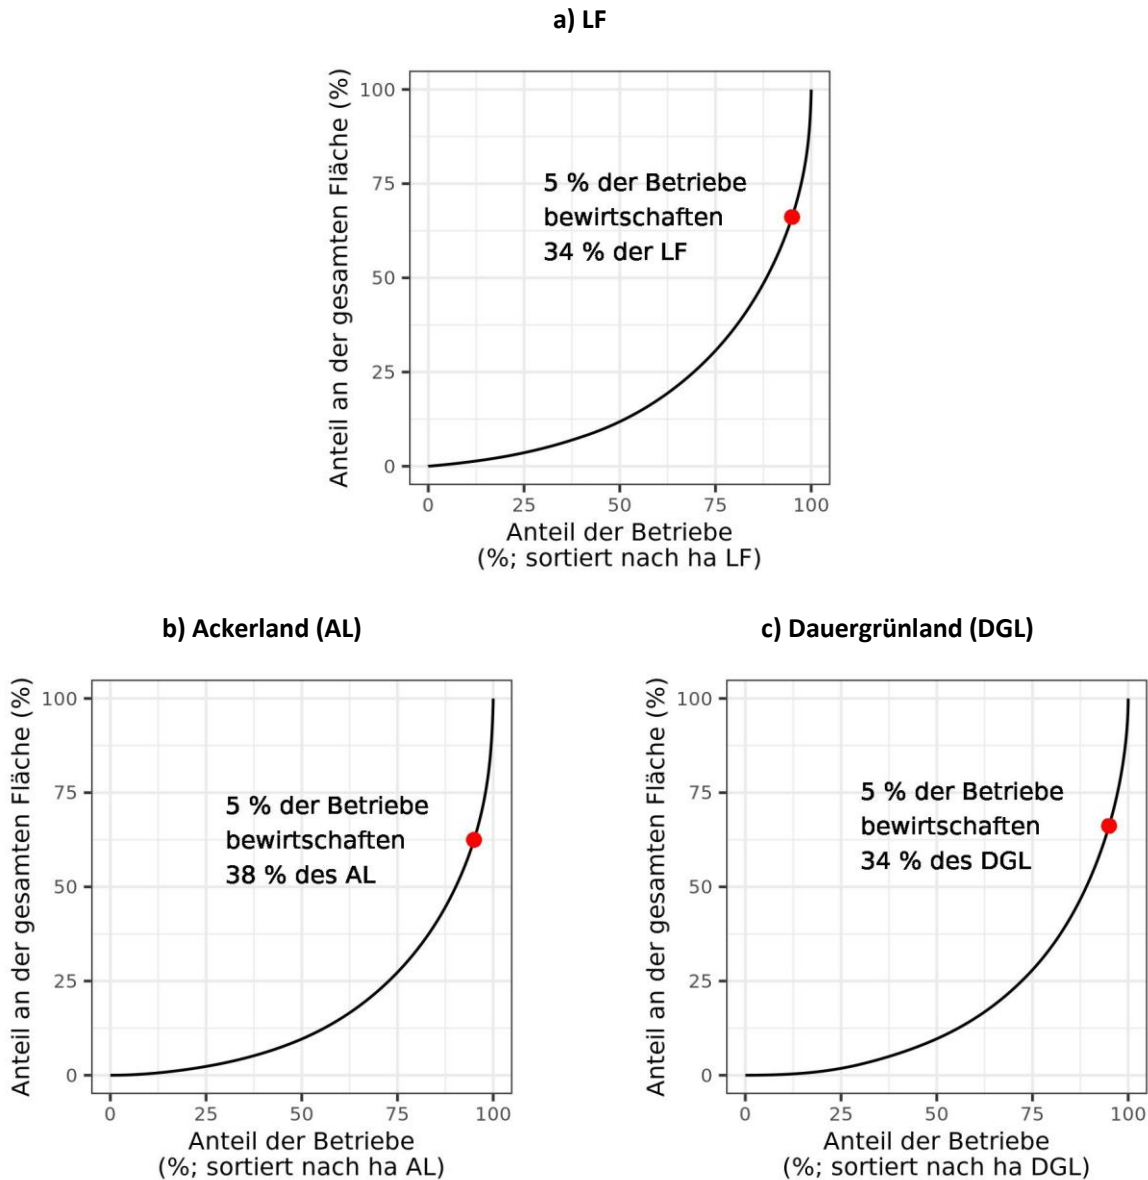 a) LF
Anteil an der gesamten Fläche (%)
100
75
50
25
0
5 % der Betriebe
bewirtschaften
34 % der LF
0 25 50 75 100
Anteil der Betriebe
(%; sortiert nach ha LF)
b) Ackerland (AL)
Anteil an der gesamten Fläche (%)
100
75
50
25
0
5 % der Betriebe
bewirtschaften
38 % des AL
0 25 50 75 100
Anteil der Betriebe
(%; sortiert nach ha AL)
c) Dauergrünland (DGL)
Anteil an der gesamten Fläche (%)
100
75
50
25
0
5 % der Betriebe
bewirtschaften
34 % des DGL
0 25 50 75 100
Anteil der Betriebe
(%; sortiert nach ha DGL)